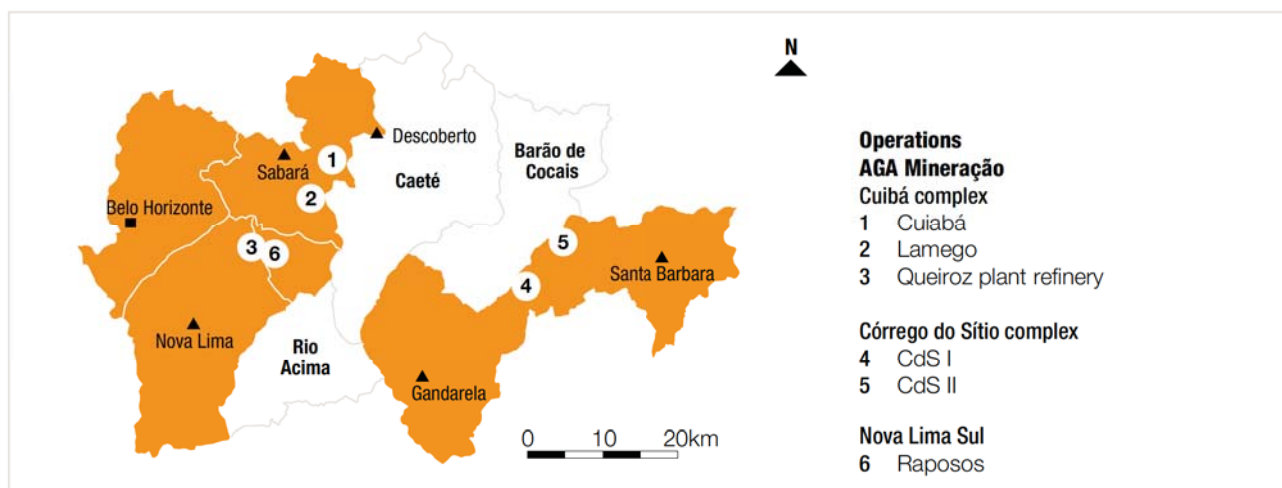 N
Descoberto
Barão de
Cocais
1
Sabará
Caeté
2
Belo Horizonte
3
6
5
Santa Barbara
4
Nova Lima
Rio
Acima
Gandarela
0 10 20km
Operations
AGA Mineração
Cuibá complex
1 Cuiabá
2 Lamego
3 Queiroz plant refinery
Córrego do Sítio complex
4 CdS I
5 CdS II
Nova Lima Sul
6 Raposos